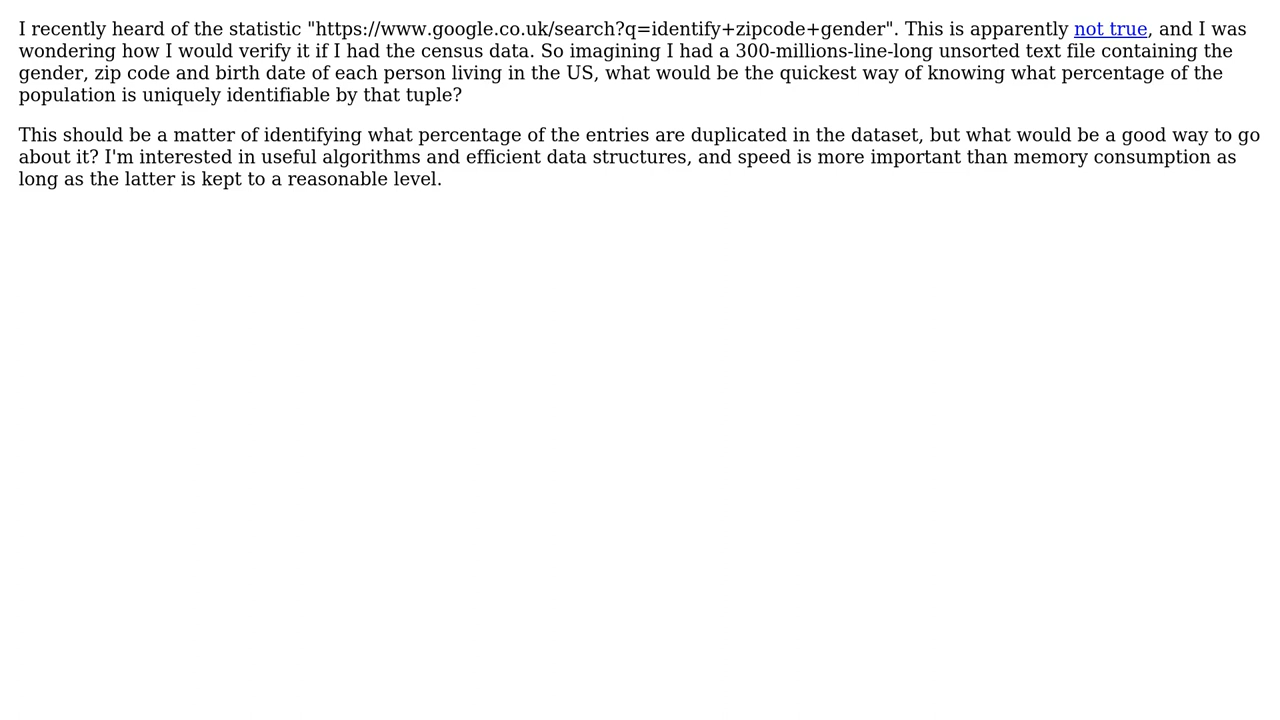 I recently heard of the statistic "https://www.google.co.uk/search?q=identify+zipcode+gender". This is apparently not true, and I was
wondering how I would verify it if I had the census data. So imagining I had a 300-millions-line-long unsorted text file containing the
gender, zip code and birth date of each person living in the US, what would be the quickest way of knowing what percentage of the
population is uniquely identifiable by that tuple?
This should be a matter of identifying what percentage of the entries are duplicated in the dataset, but what would be a good way to go
about it? I'm interested in useful algorithms and efficient data structures, and speed is more important than memory consumption as
long as the latter is kept to a reasonable level.